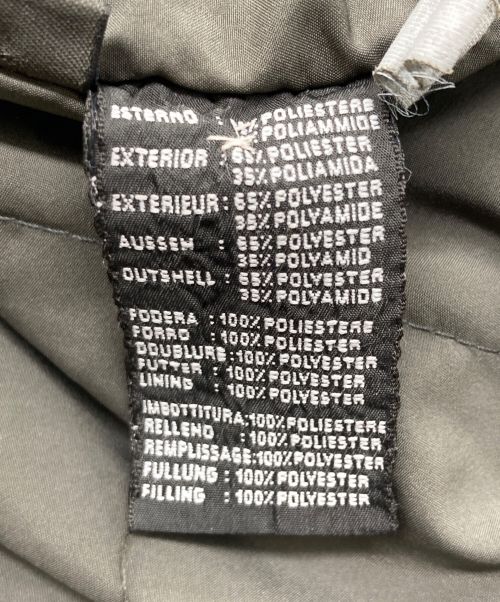 ESTERNO : POLIESTERE
POLIAMMIDE
EXTERIOR : 65% POLIESTER
35% POLIAMIDA
EXTERIEUR : 65% POLYESTER
35% POLYAMIDE
AUSSEN : 65% POLYESTER
35% POLYAMID
OUTSHELL : 65% POLYESTER
35% POLYAMIDE
FODERA : 100% POLIESTERE
FORRO : 100% POLIESTER
DOUBLURE : 100% POLYESTER
FUTTER : 100% POLYESTER
LINING : 100% POLYESTER
IMBOTTITURA:100% POLIESTERE
RELLENO : 100% POLIESTER
REMPLISSAGE:100% POLYESTER
FULLUNG : 100% POLYESTER
FILLING : 100% POLYESTER